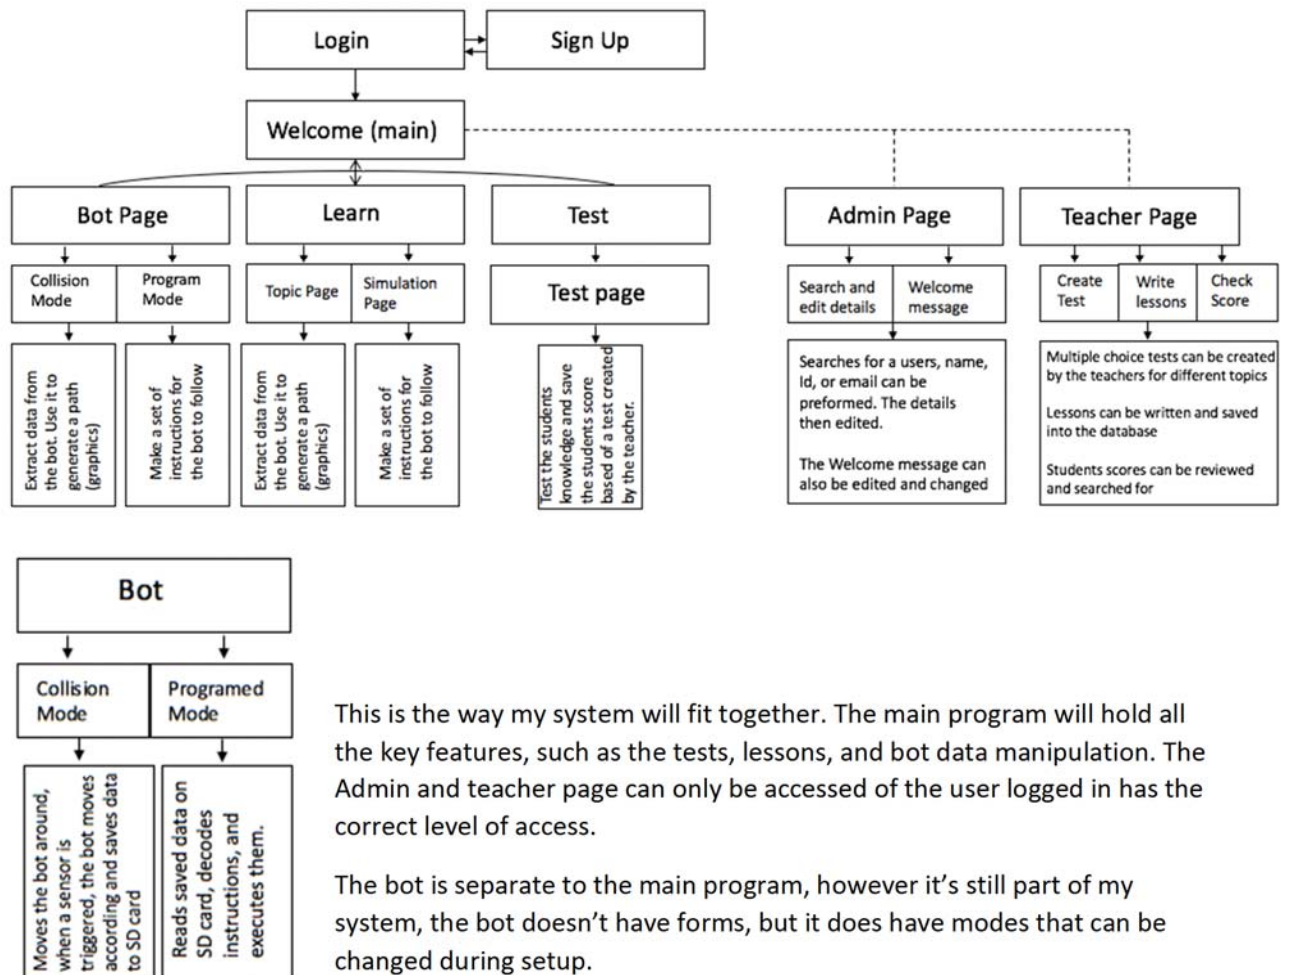 Login
Sign Up
Welcome (main)
Bot Page
Learn
Test
Admin Page
Teacher Page
Collision
Mode
Program
Mode
Topic Page
Simulation
Page
Test page
Search and
edit details
Welcome
message
Create
Test
Write
lessons
Check
Score
Extract data from
the bot. Use it to
generate a path
(graphics)
Make a set of
instructions for
the bot to follow
Extract data from
the bot. Use it to
generate a path
(graphics)
Make a set of
instructions for
the bot to follow
Test the students
knowledge and save
the students score
based of a test created
by the teacher.
Searches for a users, name,
Id, or email can be
preformed. The details
then edited.
The Welcome message can
also be edited and changed
Multiple choice tests can be created
by the teachers for different topics
Lessons can be written and saved
into the database
Students scores can be reviewed
and searched for
Bot
Collision
Mode
Programed
Mode
Moves the bot around,
when a sensor is
triggered, the bot moves
according and saves data
to SD card
Reads saved data on
SD card, decodes
instructions, and
executes them.
This is the way my system will fit together. The main program will hold all
the key features, such as the tests, lessons, and bot data manipulation. The
Admin and teacher page can only be accessed of the user logged in has the
correct level of access.
The bot is separate to the main program, however it's still part of my
system, the bot doesn't have forms, but it does have modes that can be
changed during setup.